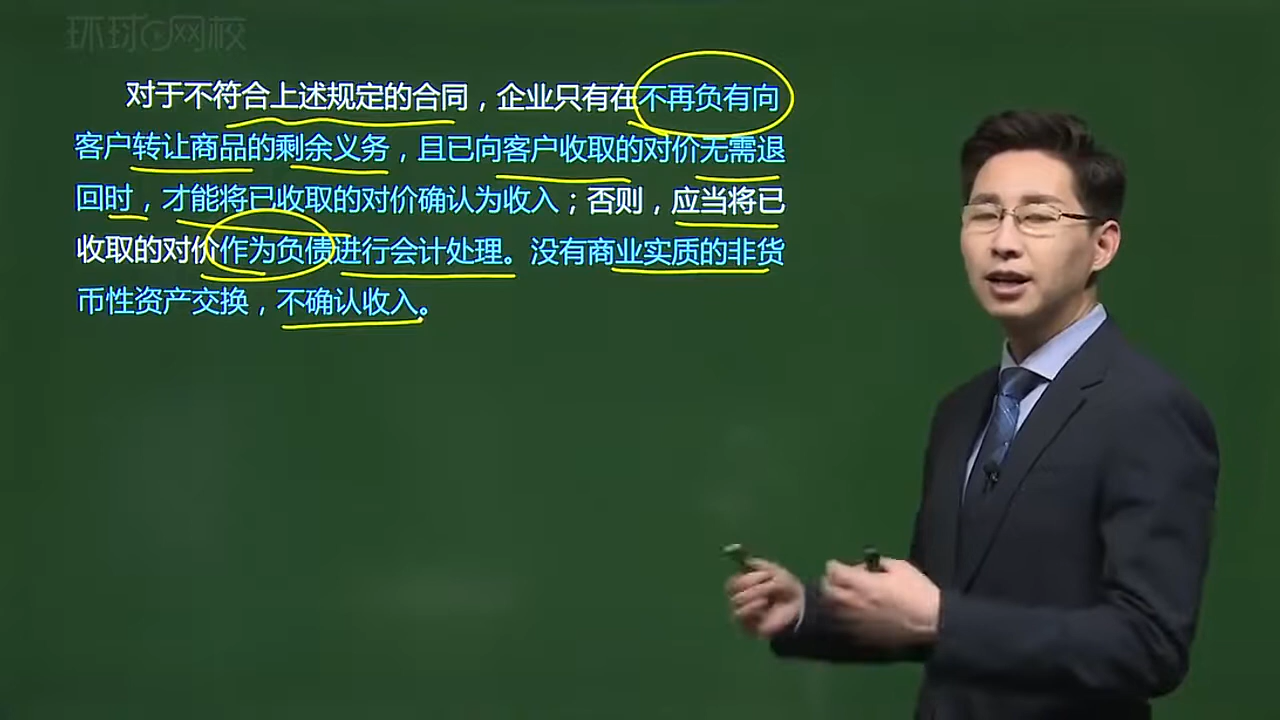 环球网校
对于不符合上述规定的合同，企业只有在不再负有向
客户转让商品的剩余义务，且已向客户收取的对价无需退
回时，才能将已收取的对价确认为收入；否则，应当将已
收取的对价作为负债进行会计处理。没有商业实质的非货
币性资产交换，不确认收入。